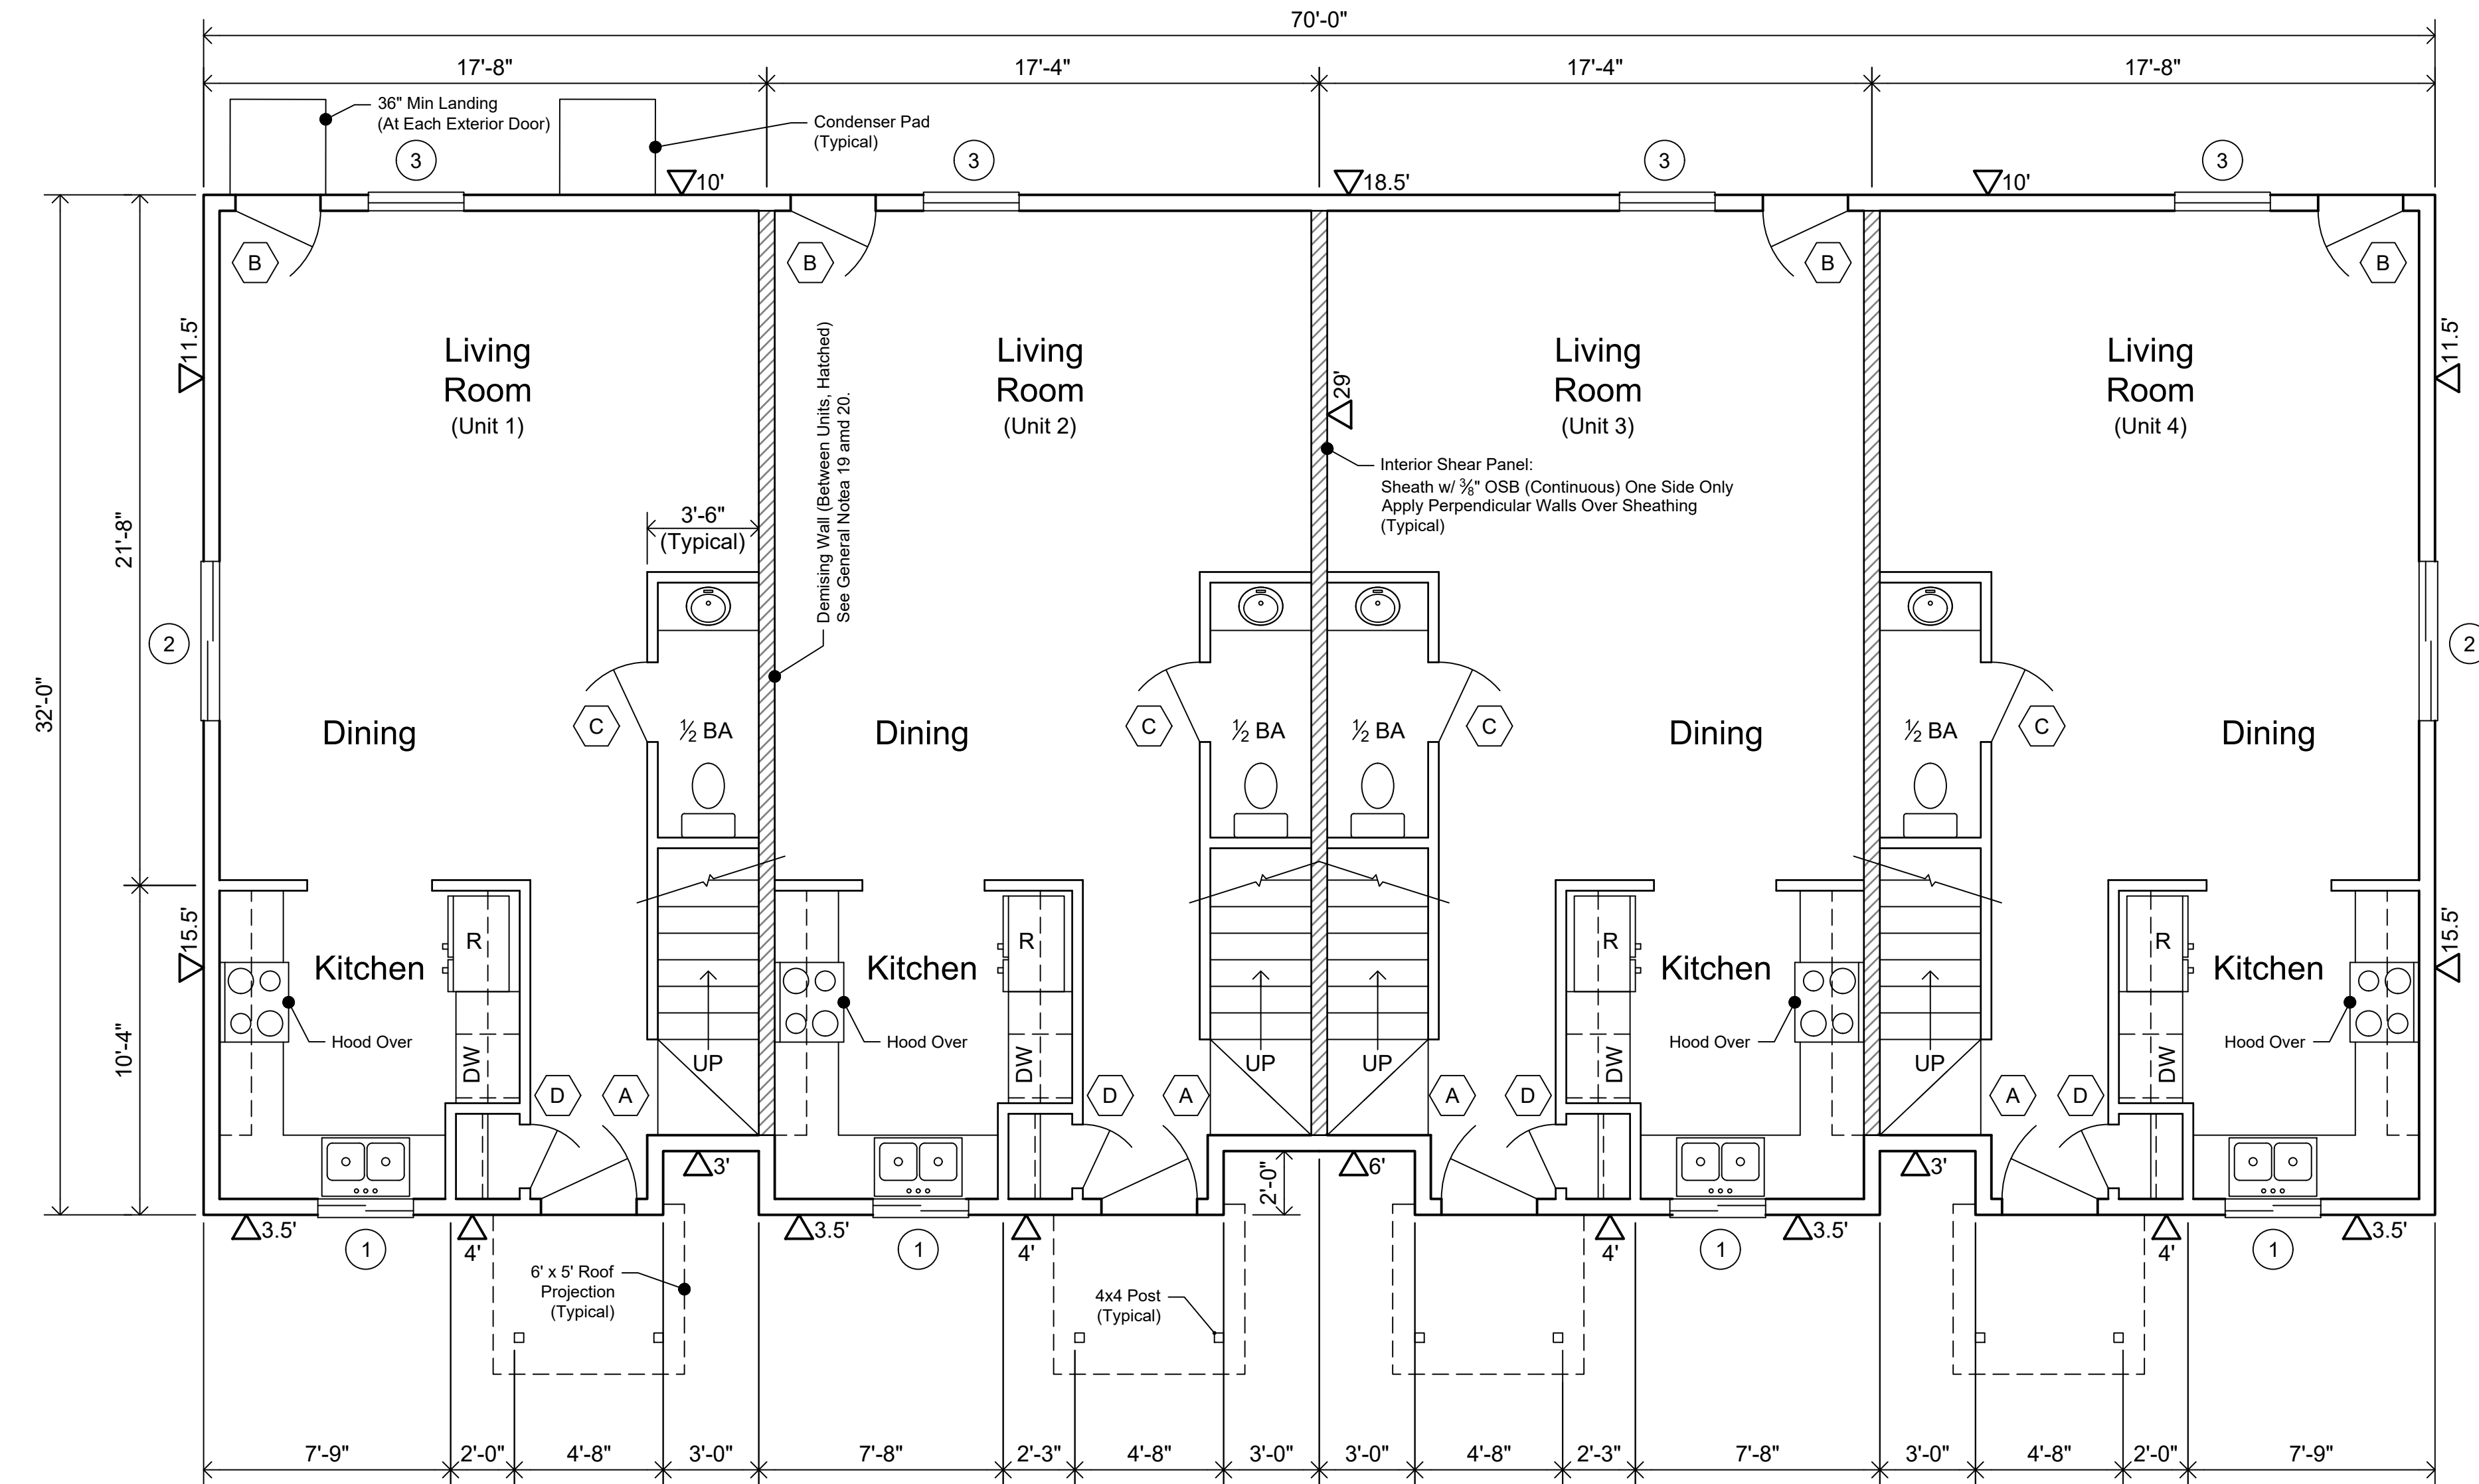 70'-0"
17'-8"
17'-4"
17'-4"
17'-8"
36" Min Landing
(At Each Exterior Door)
Condenser Pad
(Typical)
3
3
3
3
10'
18.5'
10'
B
B
B
B
11.5'
11.5'
Living
Room
(Unit 1)
Living
Room
(Unit 2)
Living
Room
(Unit 3)
Living
Room
(Unit 4)
Demising Wall (Between Units, Hatched)
See General Notea 19 amd 20.
29'
Interior Shear Panel:
Sheath w/ 3⁄8" OSB (Continuous) One Side Only
Apply Perpendicular Walls Over Sheathing
(Typical)
3'-6"
(Typical)
21'-8"
32'-0"
2
2
Dining
C
½ BA
Dining
C
½ BA
½ BA
C
Dining
½ BA
C
Dining
15.5'
15.5'
10'-4"
Kitchen
R
Kitchen
R
R
Kitchen
R
Kitchen
Hood Over
Hood Over
Hood Over
Hood Over
DW
UP
DW
UP
UP
DW
UP
DW
D
A
D
A
A
D
A
D
3'
2'-0"
6'
3'
3.5'
1
4'
3.5'
1
4'
4'
1
3.5'
4'
1
3.5'
6' x 5' Roof
Projection
(Typical)
4x4 Post
(Typical)
7'-9"
2'-0"
4'-8"
3'-0"
7'-8"
2'-3"
4'-8"
3'-0"
3'-0"
4'-8"
2'-3"
7'-8"
3'-0"
4'-8"
2'-0"
7'-9"